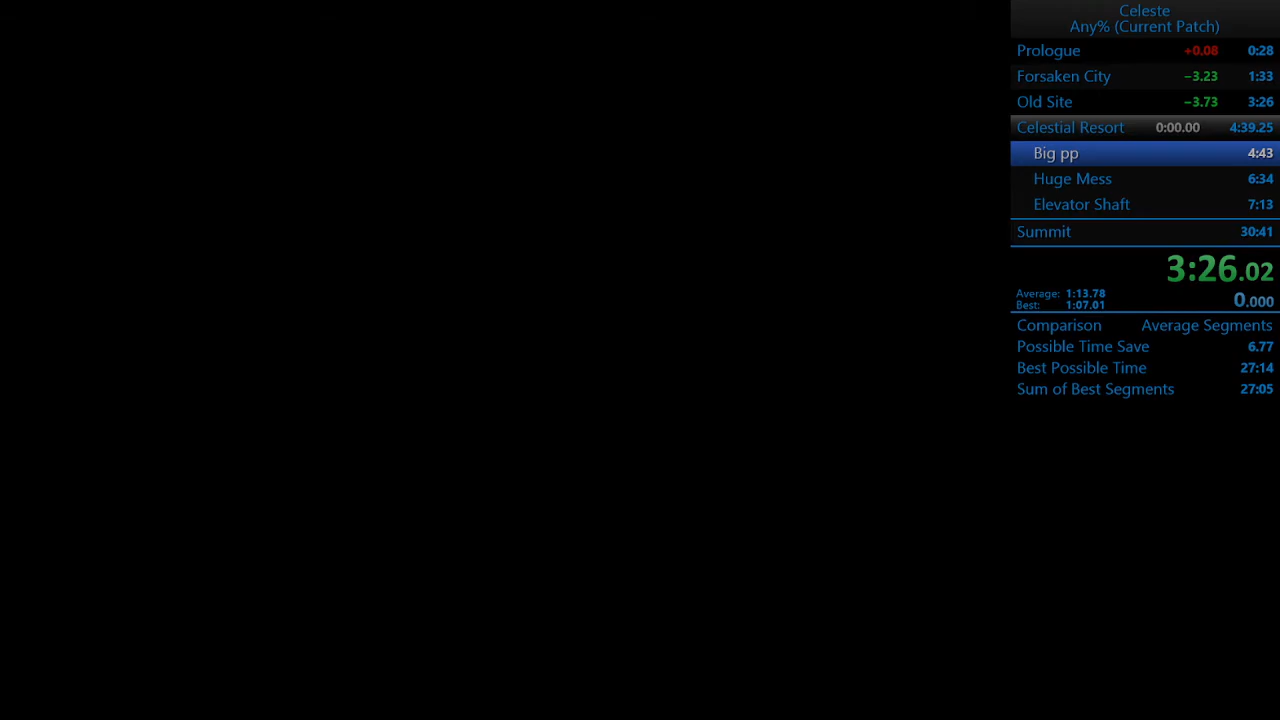 Celeste
Any% (Current Patch)
Prologue +0.08 0:28
Forsaken City −3.23 1:33
Old Site −3.73 3:26
Celestial Resort 0:00.00 4:39.25
Big pp 4:43
Huge Mess 6:34
Elevator Shaft 7:13
Summit 30:41
3:26.02
Average: 1:13.78
Best: 1:07.01
0.000
Comparison Average Segments
Possible Time Save 6.77
Best Possible Time 27:14
Sum of Best Segments 27:05